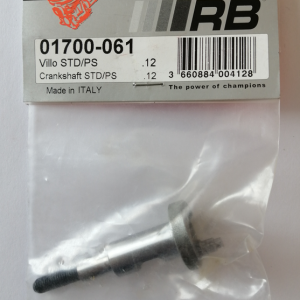 RB
01700-061
Villo STD/PS .12
Crankshaft STD/PS .12
Made in ITALY
3 660884 004128
The power of champions